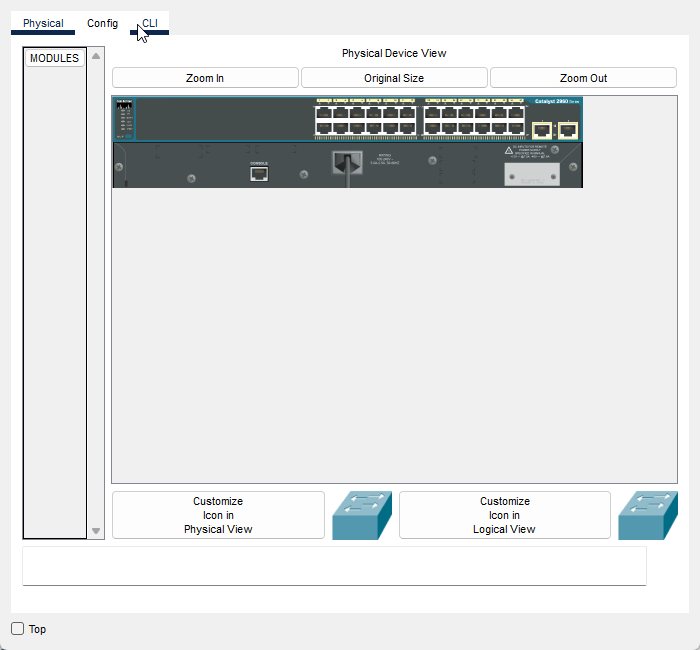 Physical Config CLI
MODULES
Physical Device View
Zoom In Original Size Zoom Out
Catalyst 2960
CONSOLE
Customize
Icon in
Physical View
Customize
Icon in
Logical View
Top